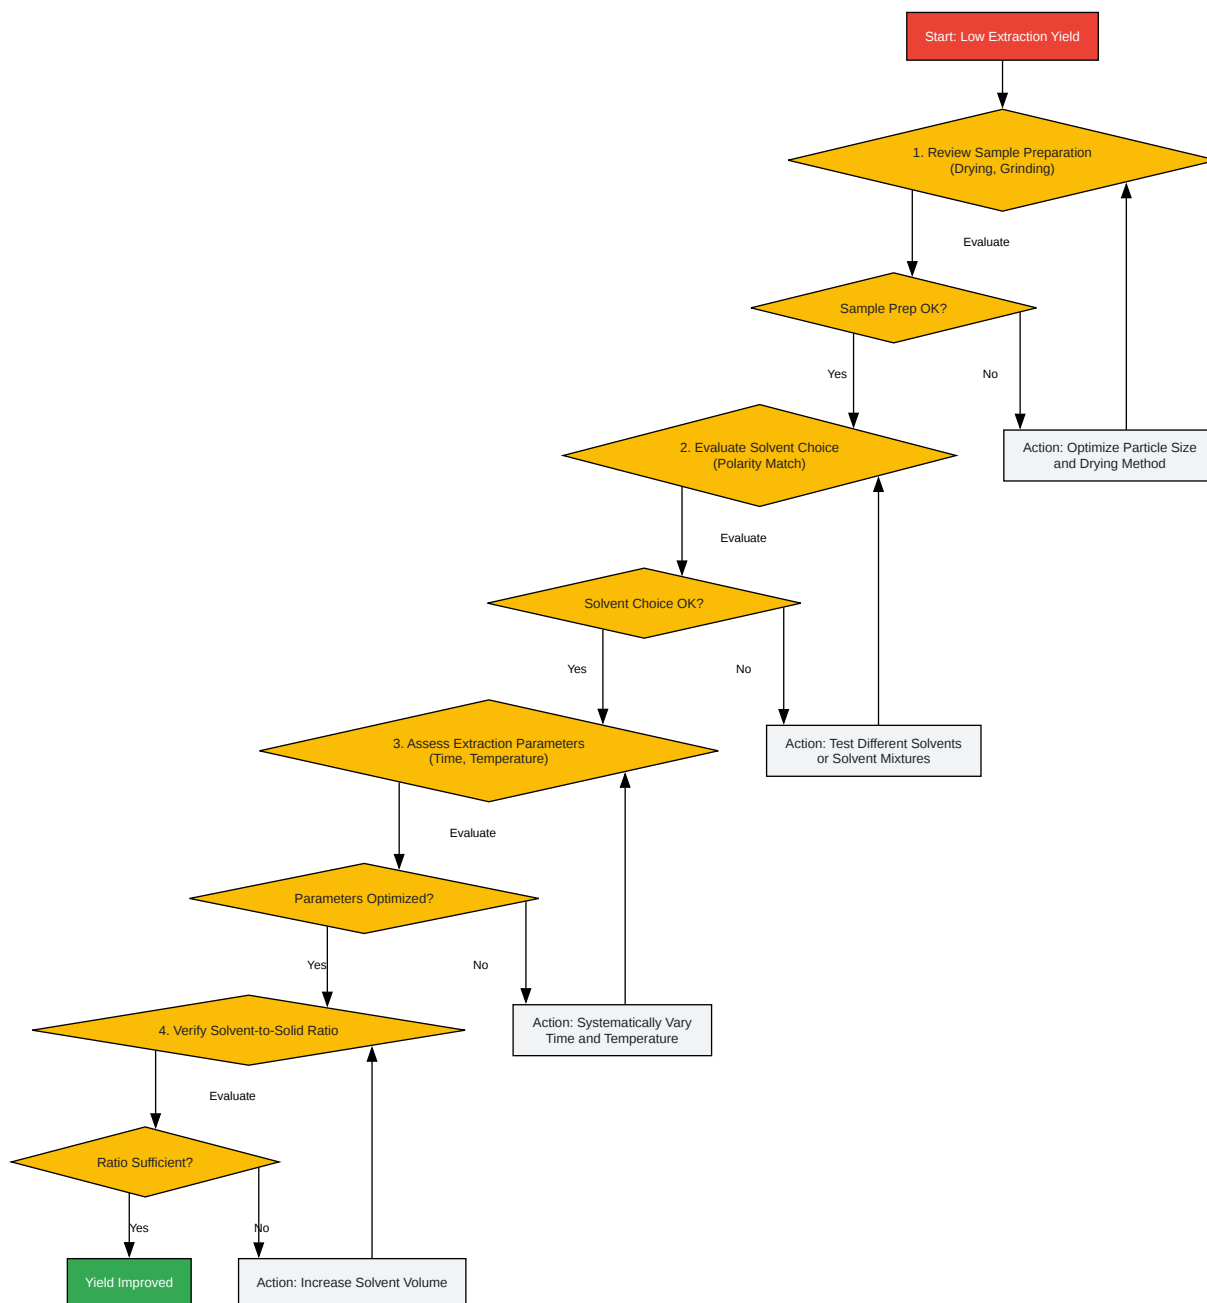 Start: Low Extraction Yield
1. Review Sample Preparation
(Drying, Grinding)
Evaluate
Sample Prep OK?
Yes
No
2. Evaluate Solvent Choice
(Polarity Match)
Action: Optimize Particle Size
and Drying Method
Evaluate
Solvent Choice OK?
Yes
No
3. Assess Extraction Parameters
(Time, Temperature)
Action: Test Different Solvents
or Solvent Mixtures
Evaluate
Parameters Optimized?
Yes
No
4. Verify Solvent-to-Solid Ratio
Action: Systematically Vary
Time and Temperature
Evaluate
Ratio Sufficient?
Yes
No
Yield Improved
Action: Increase Solvent Volume